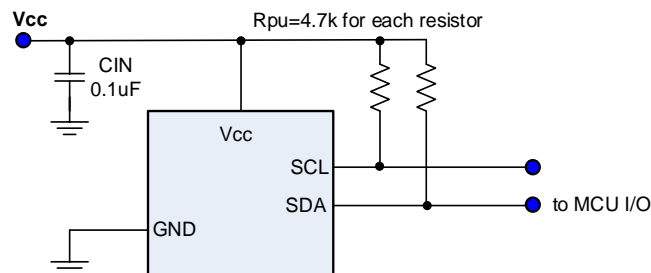 Vcc
Rpu=4.7k for each resistor
CIN
0.1uF
Vcc
SCL
SDA
to MCU I/O
GND